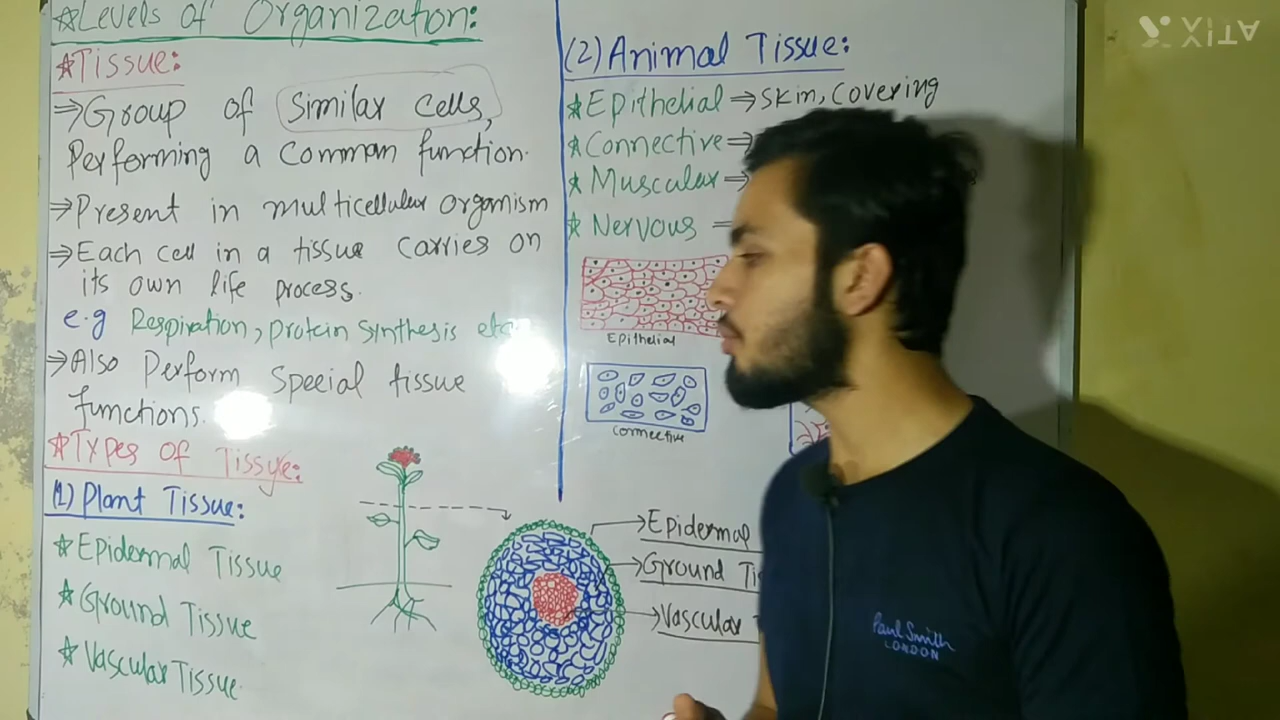 *Levels of Organization:
*Tissue:
⇒Group of Similar cells,
Performing a Common function.
⇒Present in multicellular organism
⇒Each cell in a tissue carries on
its own life process.
e.g Respiration, protein synthesis etc
⇒Also Perform Special tissue
functions.
*Types of Tissue:
(1) Plant Tissue:
*Epidermal Tissue
*Ground Tissue
*Vascular Tissue
(2) Animal Tissue:
*Epithelial ⇒ Skin, Covering
*Connective ⇒
*Muscular ⇒
*Nervous =
Epithelial
Connective
→Epidermal
→Ground Ti
→Vascular T
Paul Smith
LONDON